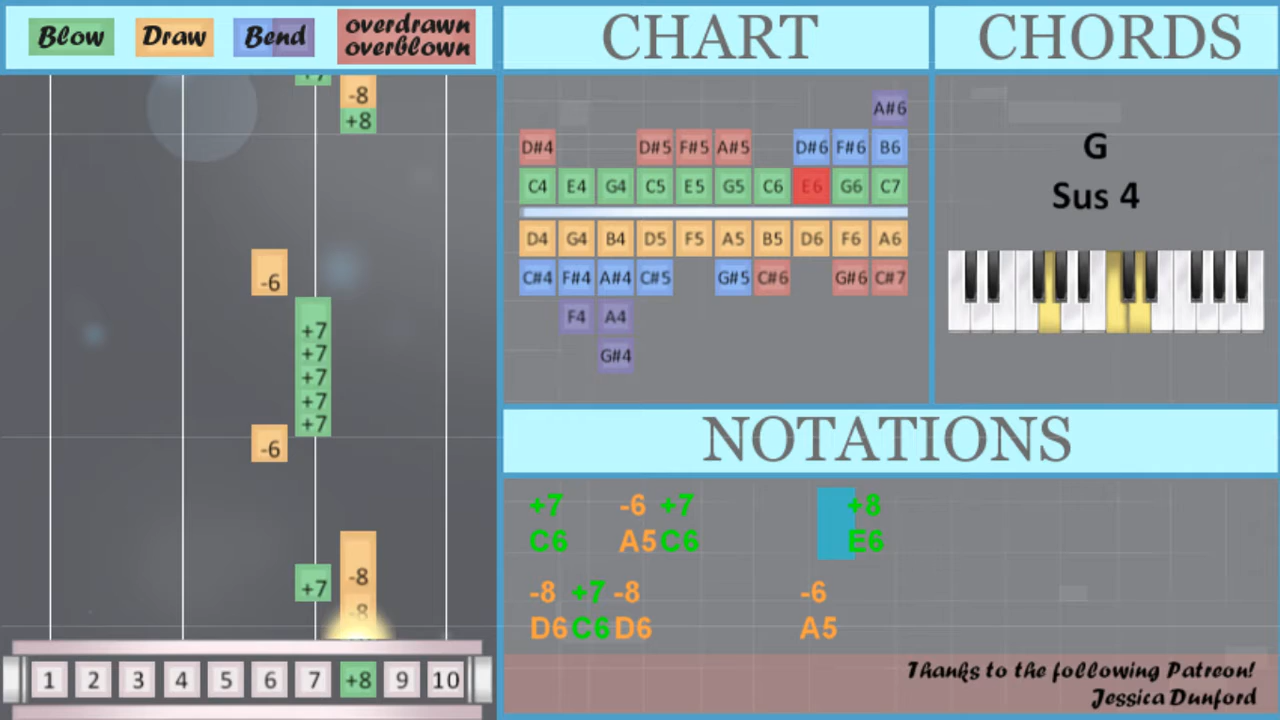 Blow Draw Bend overdrawn
overblown
CHART
CHORDS
+7
-8
+8
-6
+7
+7
+7
+7
+7
-6
-8
+7
-8
1 2 3 4 5 6 7 +8 9 10
A#6
D#4 D#5 F#5 A#5 D#6 F#6 B6
C4 E4 G4 C5 E5 G5 C6 E6 G6 C7
D4 G4 B4 D5 F5 A5 B5 D6 F6 A6
C#4 F#4 A#4 C#5 G#5 C#6 G#6 C#7
F4 A4
G#4
G
Sus 4
NOTATIONS
+7 -6 +7 +8
C6 A5 C6 E6
-8 +7 -8 -6
D6 C6 D6 A5
Thanks to the following Patreon!
Jessica Dunford